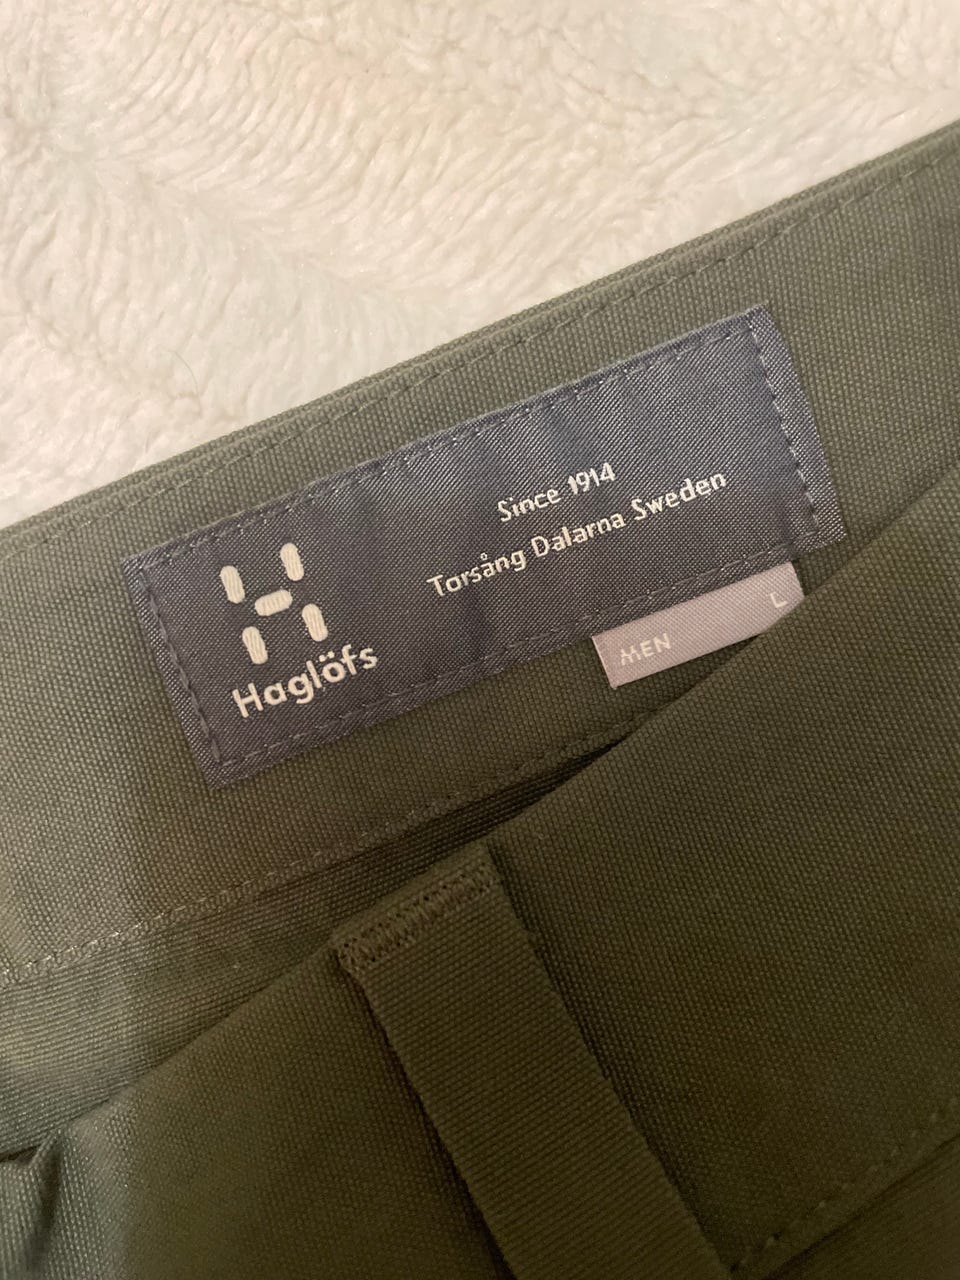 Since 1914
Torsång Dalarna Sweden
Haglöfs
MEN L